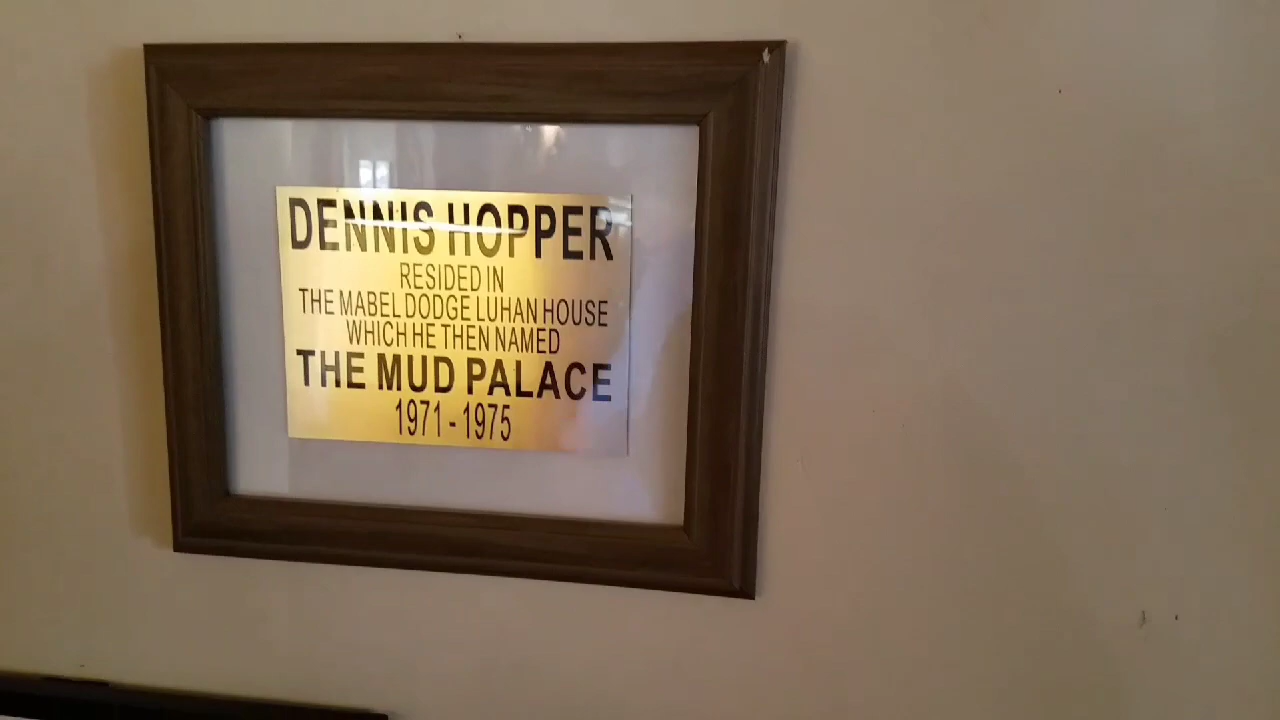 DENNIS HOPPER
RESIDED IN
THE MABEL DODGE LUHAN HOUSE
WHICH HE THEN NAMED
THE MUD PALACE
1971 - 1975